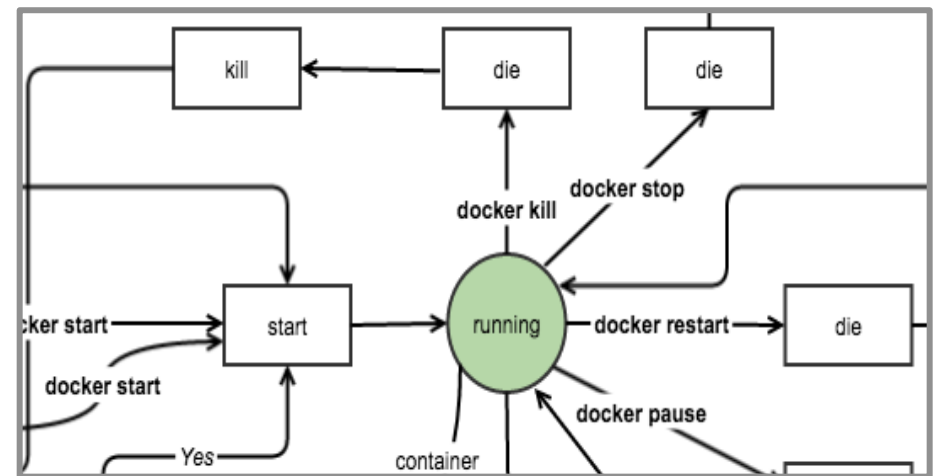 kill
die
die
docker stop
docker kill
cker start
start
running
docker restart
die
docker start
docker pause
Yes
container